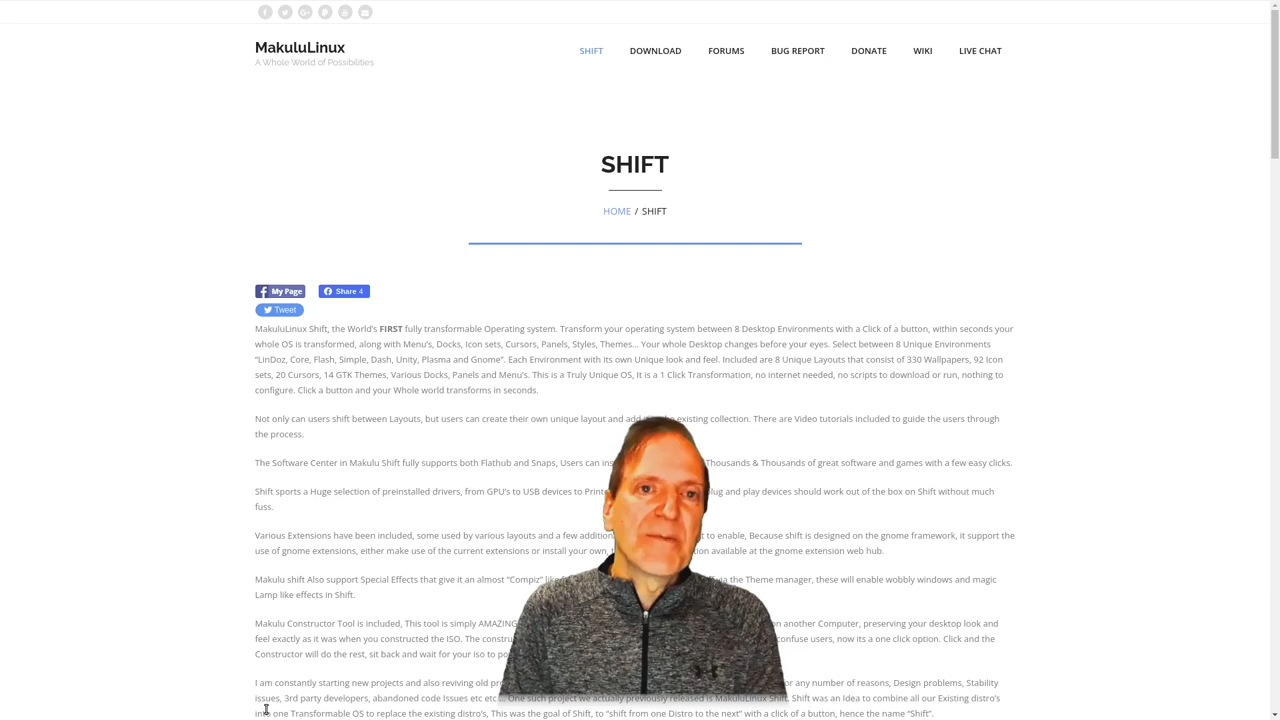 MakuluLinux
A Whole World of Possibilities
SHIFT DOWNLOAD FORUMS BUG REPORT DONATE WIKI LIVE CHAT
SHIFT
HOME / SHIFT
My Page Share 4
Tweet
MakuluLinux Shift, the World's FIRST fully transformable Operating system. Transform your operating system between 8 Desktop Environments with a Click of a button, within seconds your
whole OS is transformed, along with Menu's, Docks, Icon sets, Cursors, Panels, Styles, Themes... Your whole Desktop changes before your eyes. Select between 8 Unique Environments
“LinDoz, Core, Flash, Simple, Dash, Unity, Plasma and Gnome“. Each Environment with its own Unique look and feel. Included are 8 Unique Layouts that consist of 330 Wallpapers, 92 Icon
sets, 20 Cursors, 14 GTK Themes, Various Docks, Panels and Menu's. This is a Truly Unique OS, It is a 1 Click Transformation, no internet needed, no scripts to download or run, nothing to
configure. Click a button and your Whole world transforms in seconds.
Not only can users shift between Layouts, but users can create their own unique layout and add existing collection. There are Video tutorials included to guide the users through
the process.
The Software Center in Makulu Shift fully supports both Flathub and Snaps, Users can Thousands & Thousands of great software and games with a few easy clicks.
Shift sports a Huge selection of preinstalled drivers, from GPU's to USB devices to and play devices should work out of the box on Shift without much
fuss.
Various Extensions have been included, some used by various layouts and a few to enable, Because shift is designed on the gnome framework, it support the
use of gnome extensions, either make use of the current extensions or install your own, available at the gnome extension web hub.
Makulu shift Also support Special Effects that give it an almost “Compiz” the Theme manager, these will enable wobbly windows and magic
Lamp like effects in Shift.
Makulu Constructor Tool is included, This tool is simply AMAZING on another Computer, preserving your desktop look and
feel exactly as it was when you constructed the ISO. The confuse users, now its a one click option. Click and the
Constructor will do the rest, sit back and wait for your iso to
I am constantly starting new projects and also reviving old or any number of reasons, Design problems, Stability
issues, 3rd party developers, abandoned code Issues etc etc One such project we actually previously released is MakuluLinux Shift. Shift was an Idea to combine all our Existing distro's
into one Transformable OS to replace the existing distro's, This was the goal of Shift, to “shift from one Distro to the next” with a click of a button, hence the name “Shift”.